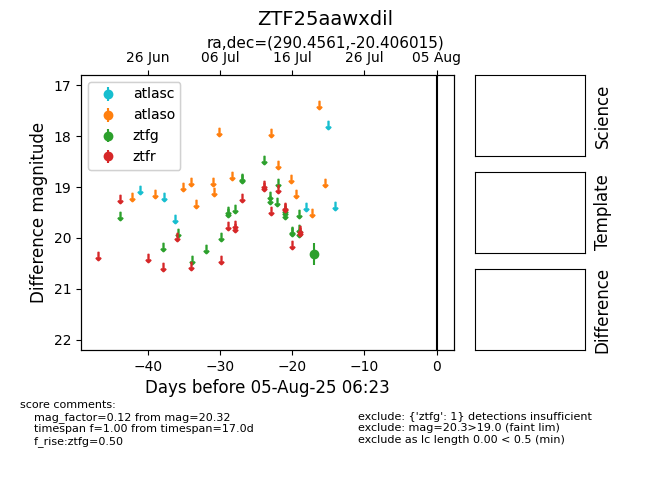 ZTF25aawxdil
ra,dec=(290.4561,-20.406015)
26 Jun 06 Jul 16 Jul 26 Jul 05 Aug
17
18
19
20
21
22
Difference magnitude
atlasc
atlaso
ztfg
ztfr
−40 −30 −20 −10 0
Days before 05-Aug-25 06:23
Science
Template
Difference
score comments:
mag_factor=0.12 from mag=20.32
timespan f=1.00 from timespan=17.0d
f_rise:ztfg=0.50
exclude: {'ztfg': 1} detections insufficient
exclude: mag=20.3>19.0 (faint lim)
exclude as lc length 0.00 < 0.5 (min)